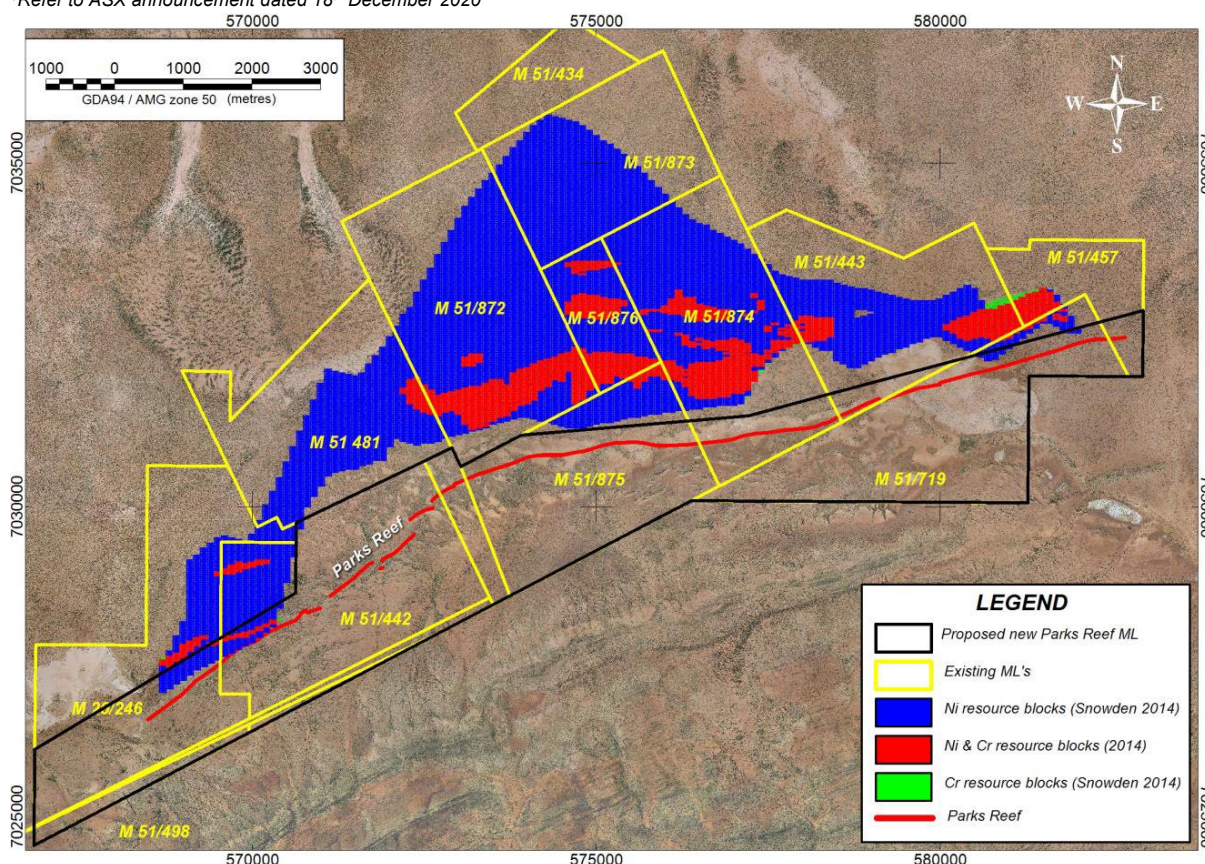 570000
575000
580000
1000
0
1000
2000
3000
GDA94 / AMG zone 50 (metres)
N
W
E
S
7035000
7030000
7025000
M 51/434
M 51/873
M 51/443
M 51/457
M 51/872
M 51/876
M 51/874
M 51 481
M 51/875
M 51/719
Parks Reef
M 51/442
M 51/498
LEGEND
Proposed new Parks Reef ML
Existing ML's
Ni resource blocks (Snowden 2014)
Ni & Cr resource blocks (2014)
Cr resource blocks (Snowden 2014)
Parks Reef
570000
575000
580000